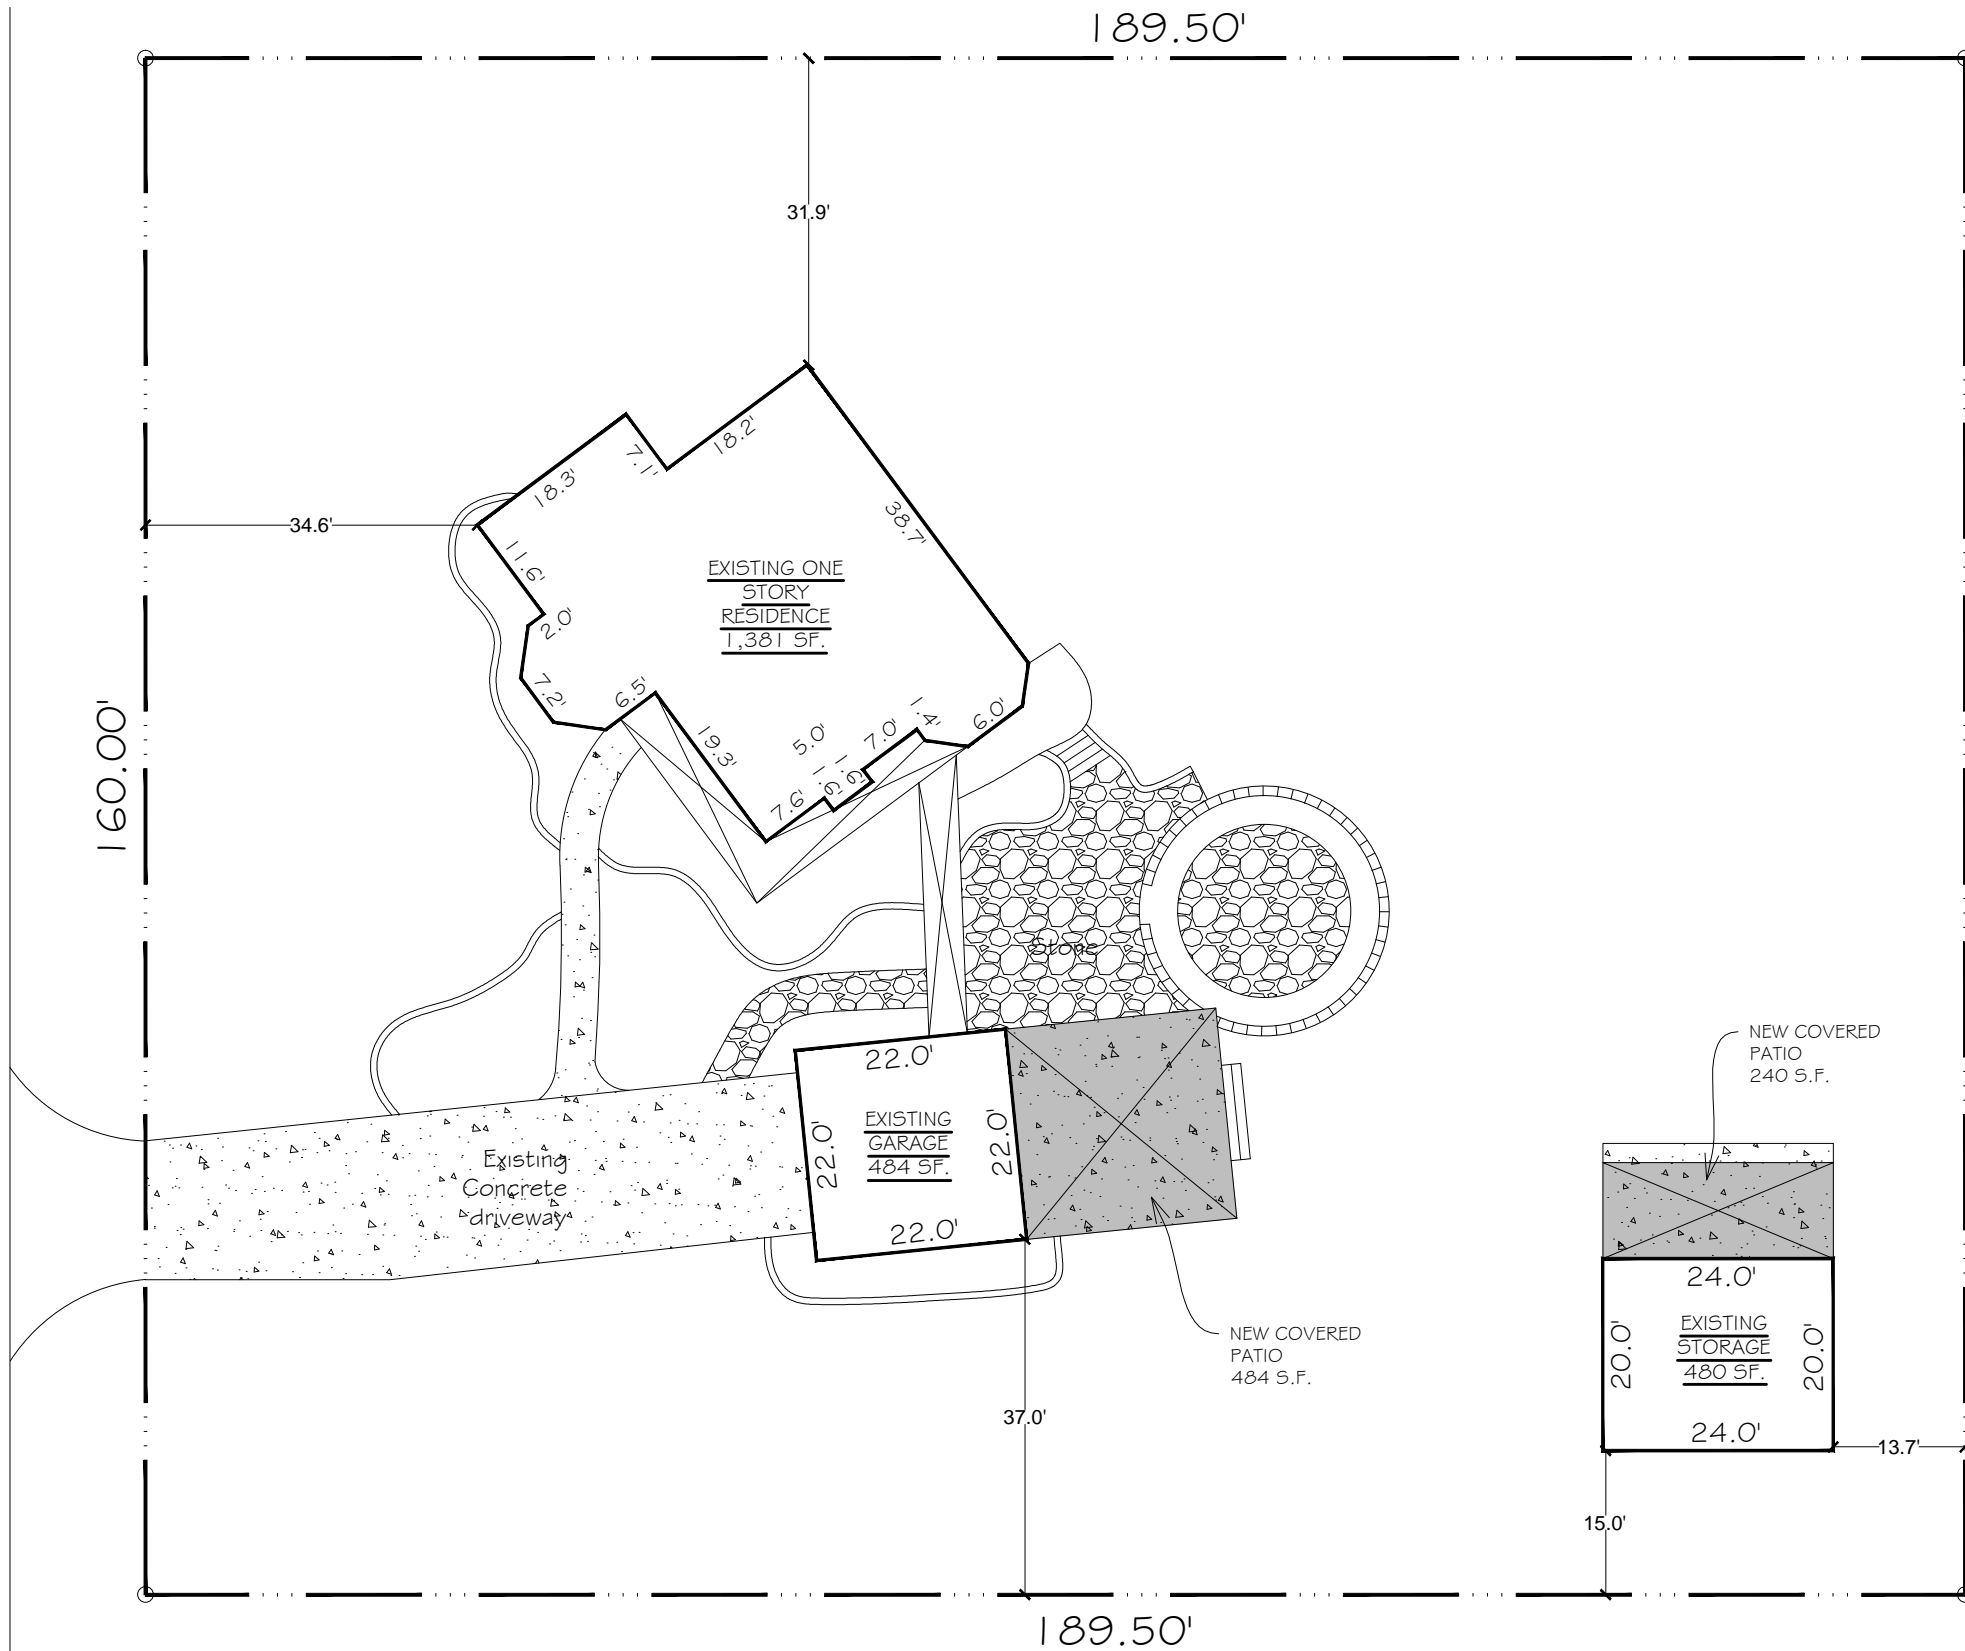 189.50'
31.9'
18.2'
7.1'
18.3'
34.6'
38.7'
11.6'
2.0'
EXISTING ONE
STORY
RESIDENCE
1,381 SF.
7.2'
6.5'
19.3'
5.0'
7.0'
1.4'
6.0'
7.6'
1.6'
1.6'
160.00'
Stone
22.0'
22.0'
EXISTING
GARAGE
484 SF.
22.0'
22.0'
Existing
Concrete
driveway
NEW COVERED
PATIO
240 S.F.
NEW COVERED
PATIO
484 S.F.
24.0'
20.0'
EXISTING
STORAGE
480 SF.
20.0'
24.0'
37.0'
13.7'
15.0'
189.50'